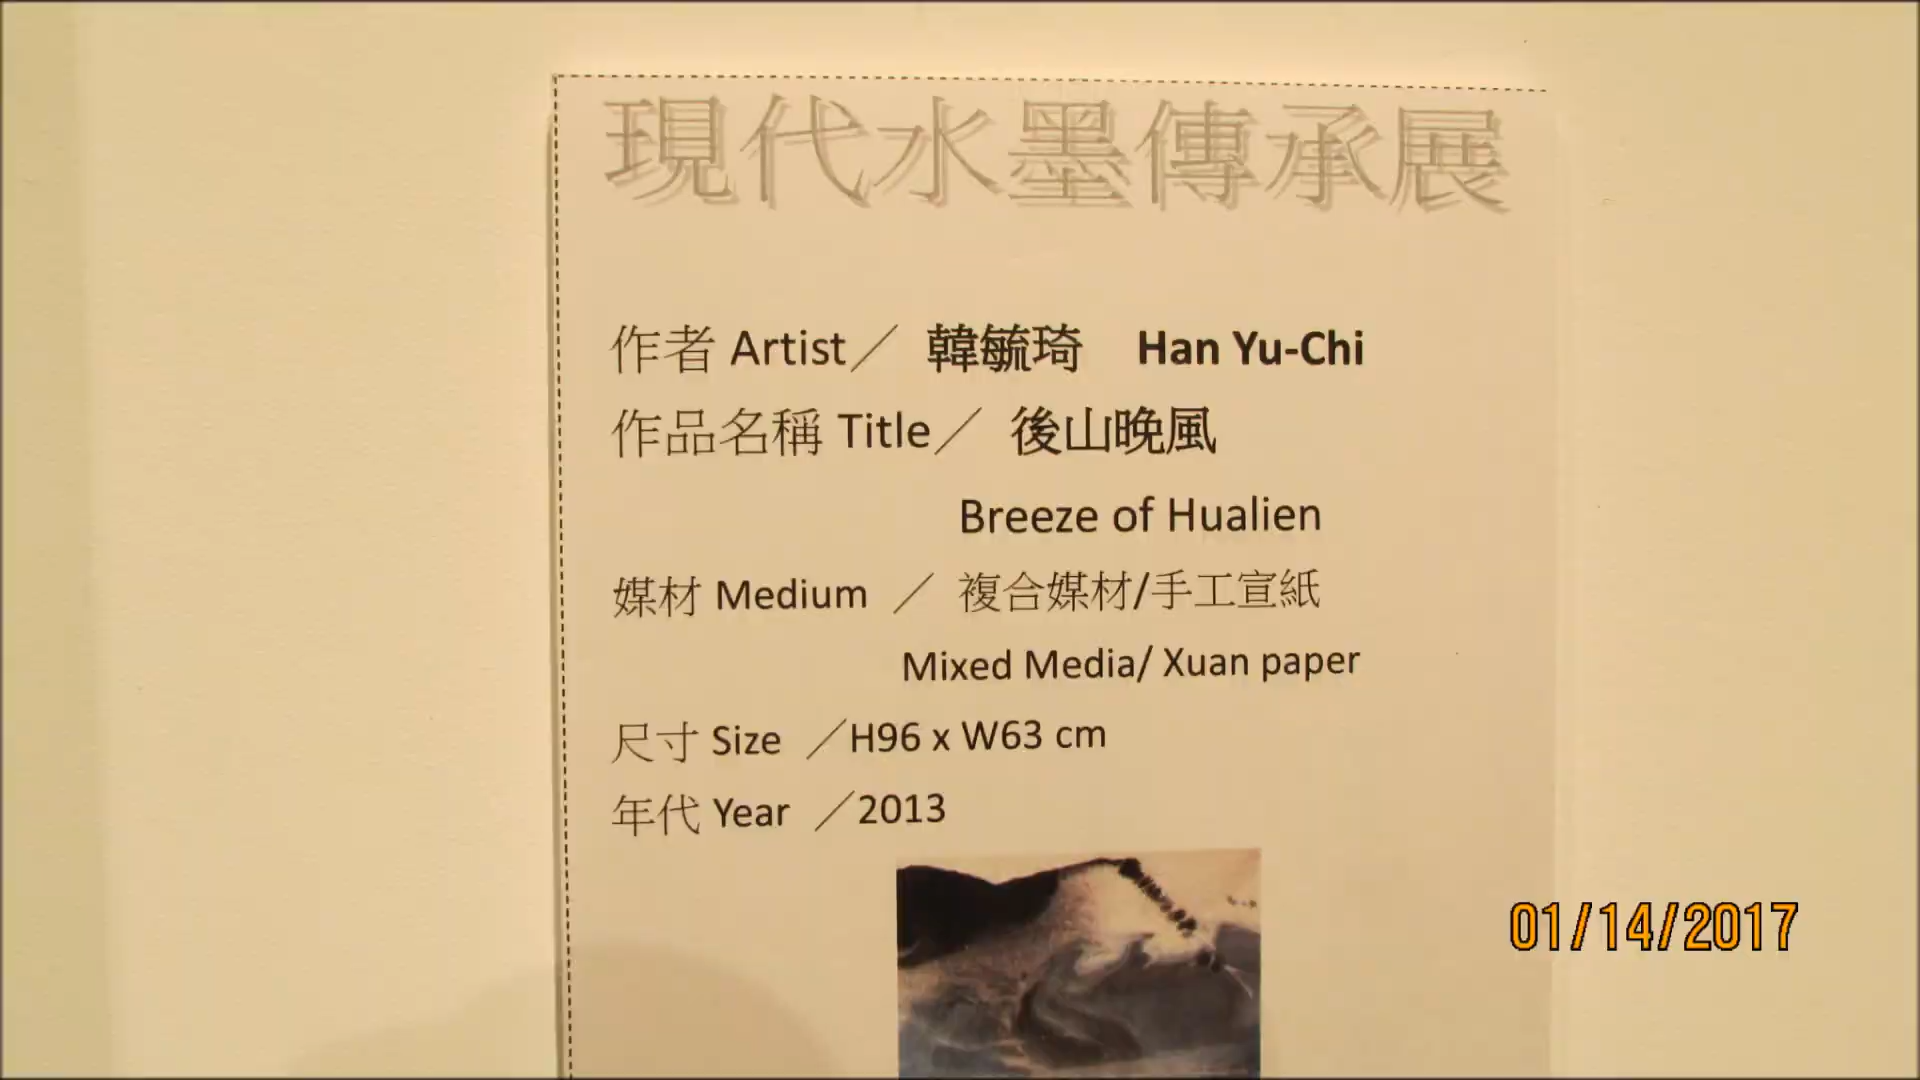 現代水墨傳承展
作者 Artist／ 韓毓琦 Han Yu-Chi
作品名稱 Title／ 後山晚風
Breeze of Hualien
媒材 Medium ／ 複合媒材/手工宣紙
Mixed Media/ Xuan paper
尺寸 Size ／H96 x W63 cm
年代 Year ／2013
01/14/2017